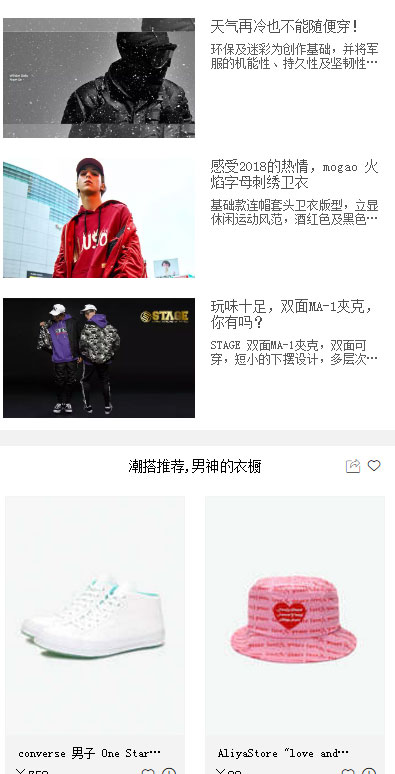 天气再冷也不能随便穿!
环保及迷彩为创作基础，并将军
服的机能性、持久性及坚韧性…
感受2018的热情，mogao 火
焰字母刺绣卫衣
基础款连帽套头卫衣版型，立显
休闲运动风范，酒红色及黑色…
STAGE
玩味十足，双面MA-1夹克，
你有吗？
STAGE 双面MA-1夹克，双面可
穿，短小的下摆设计，多层次…
潮搭推荐,男神的衣橱
converse 男子 One Star…
AliyaStore "love and…